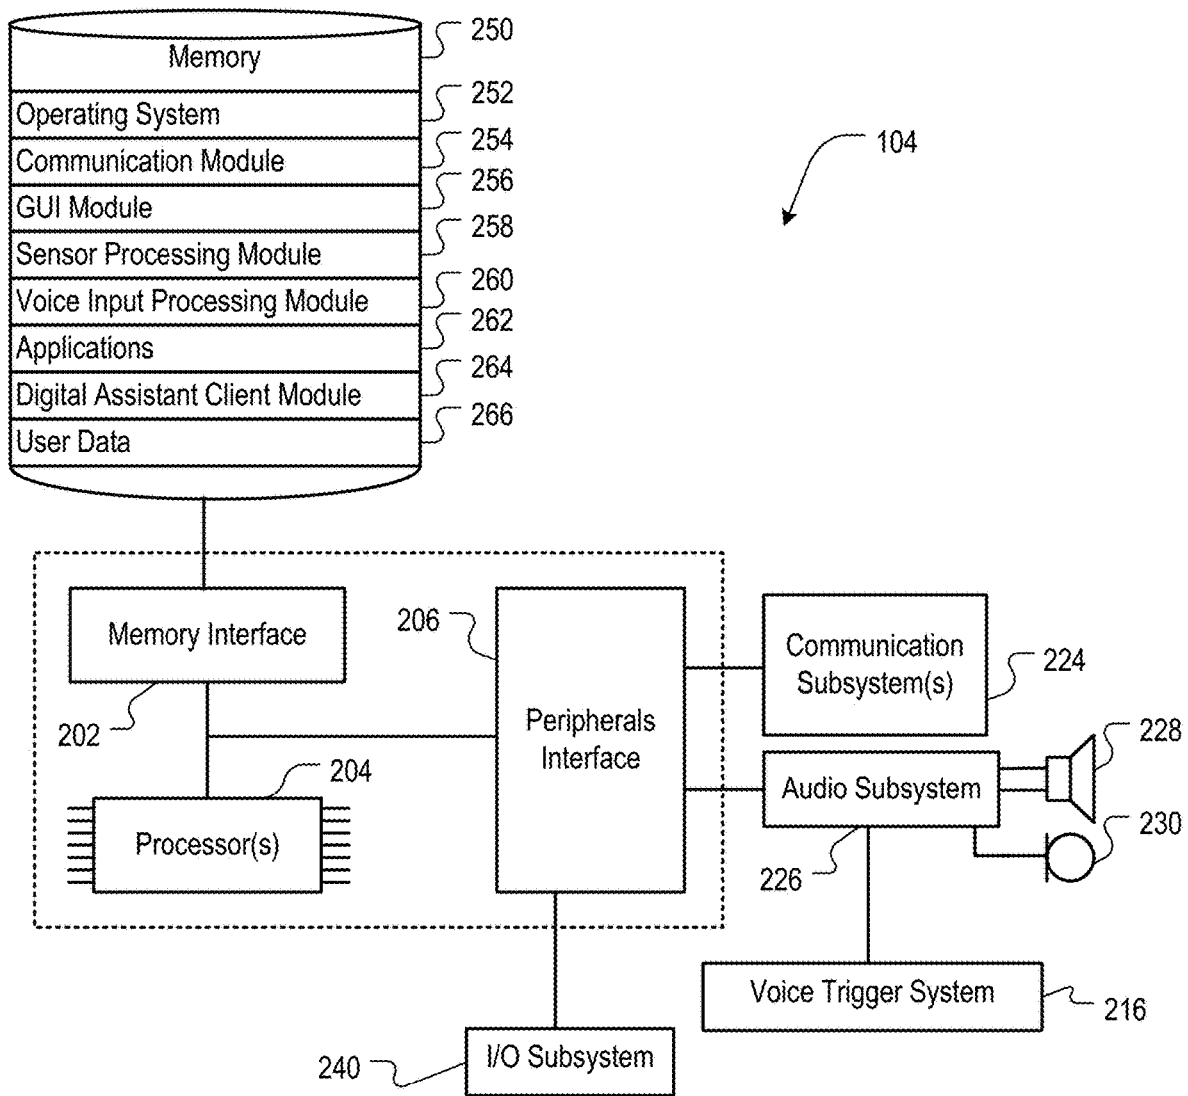 Memory
250
Operating System
252
Communication Module
254
GUI Module
256
Sensor Processing Module
258
Voice Input Processing Module
260
Applications
262
Digital Assistant Client Module
264
User Data
266
104
Memory Interface
202
206
Peripherals
Interface
Communication
Subsystem(s)
224
204
Processor(s)
Audio Subsystem
226
228
230
Voice Trigger System
216
I/O Subsystem
240